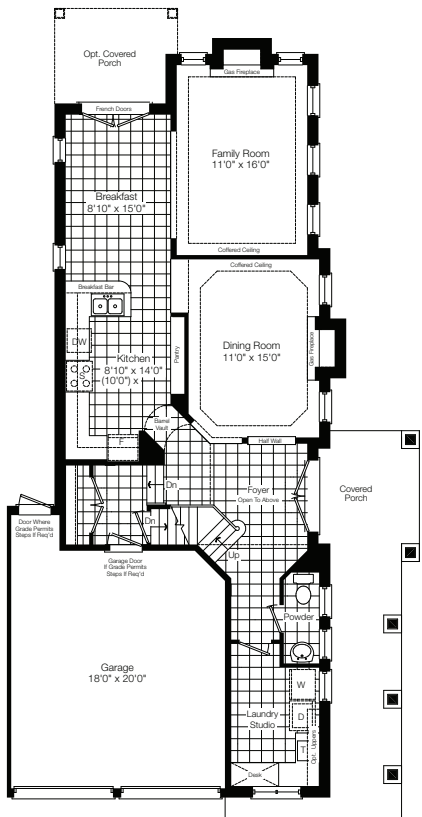 Opt. Covered
Porch
Gas Fireplace
French Doors
Family Room
11'0" x 16'0"
Breakfast
8'10" x 15'0"
Coffered Ceiling
Coffered Ceiling
Breakfast Bar
DW
Kitchen
8'10" x 14'0"
(10'0") x
S
Pantry
Dining Room
11'0" x 15'0"
Gas Fireplace
Barrel
Vault
F
Half Wall
Dn
Foyer
Open To Above
Covered
Porch
Door Where
Grade Permits
Steps If Req'd
Dn
Up
Garage Door
If Grade Permits
Steps If Req'd
Powder
Garage
18'0" x 20'0"
W
D
Laundry
Studio
T
Opt. Uppers
Desk